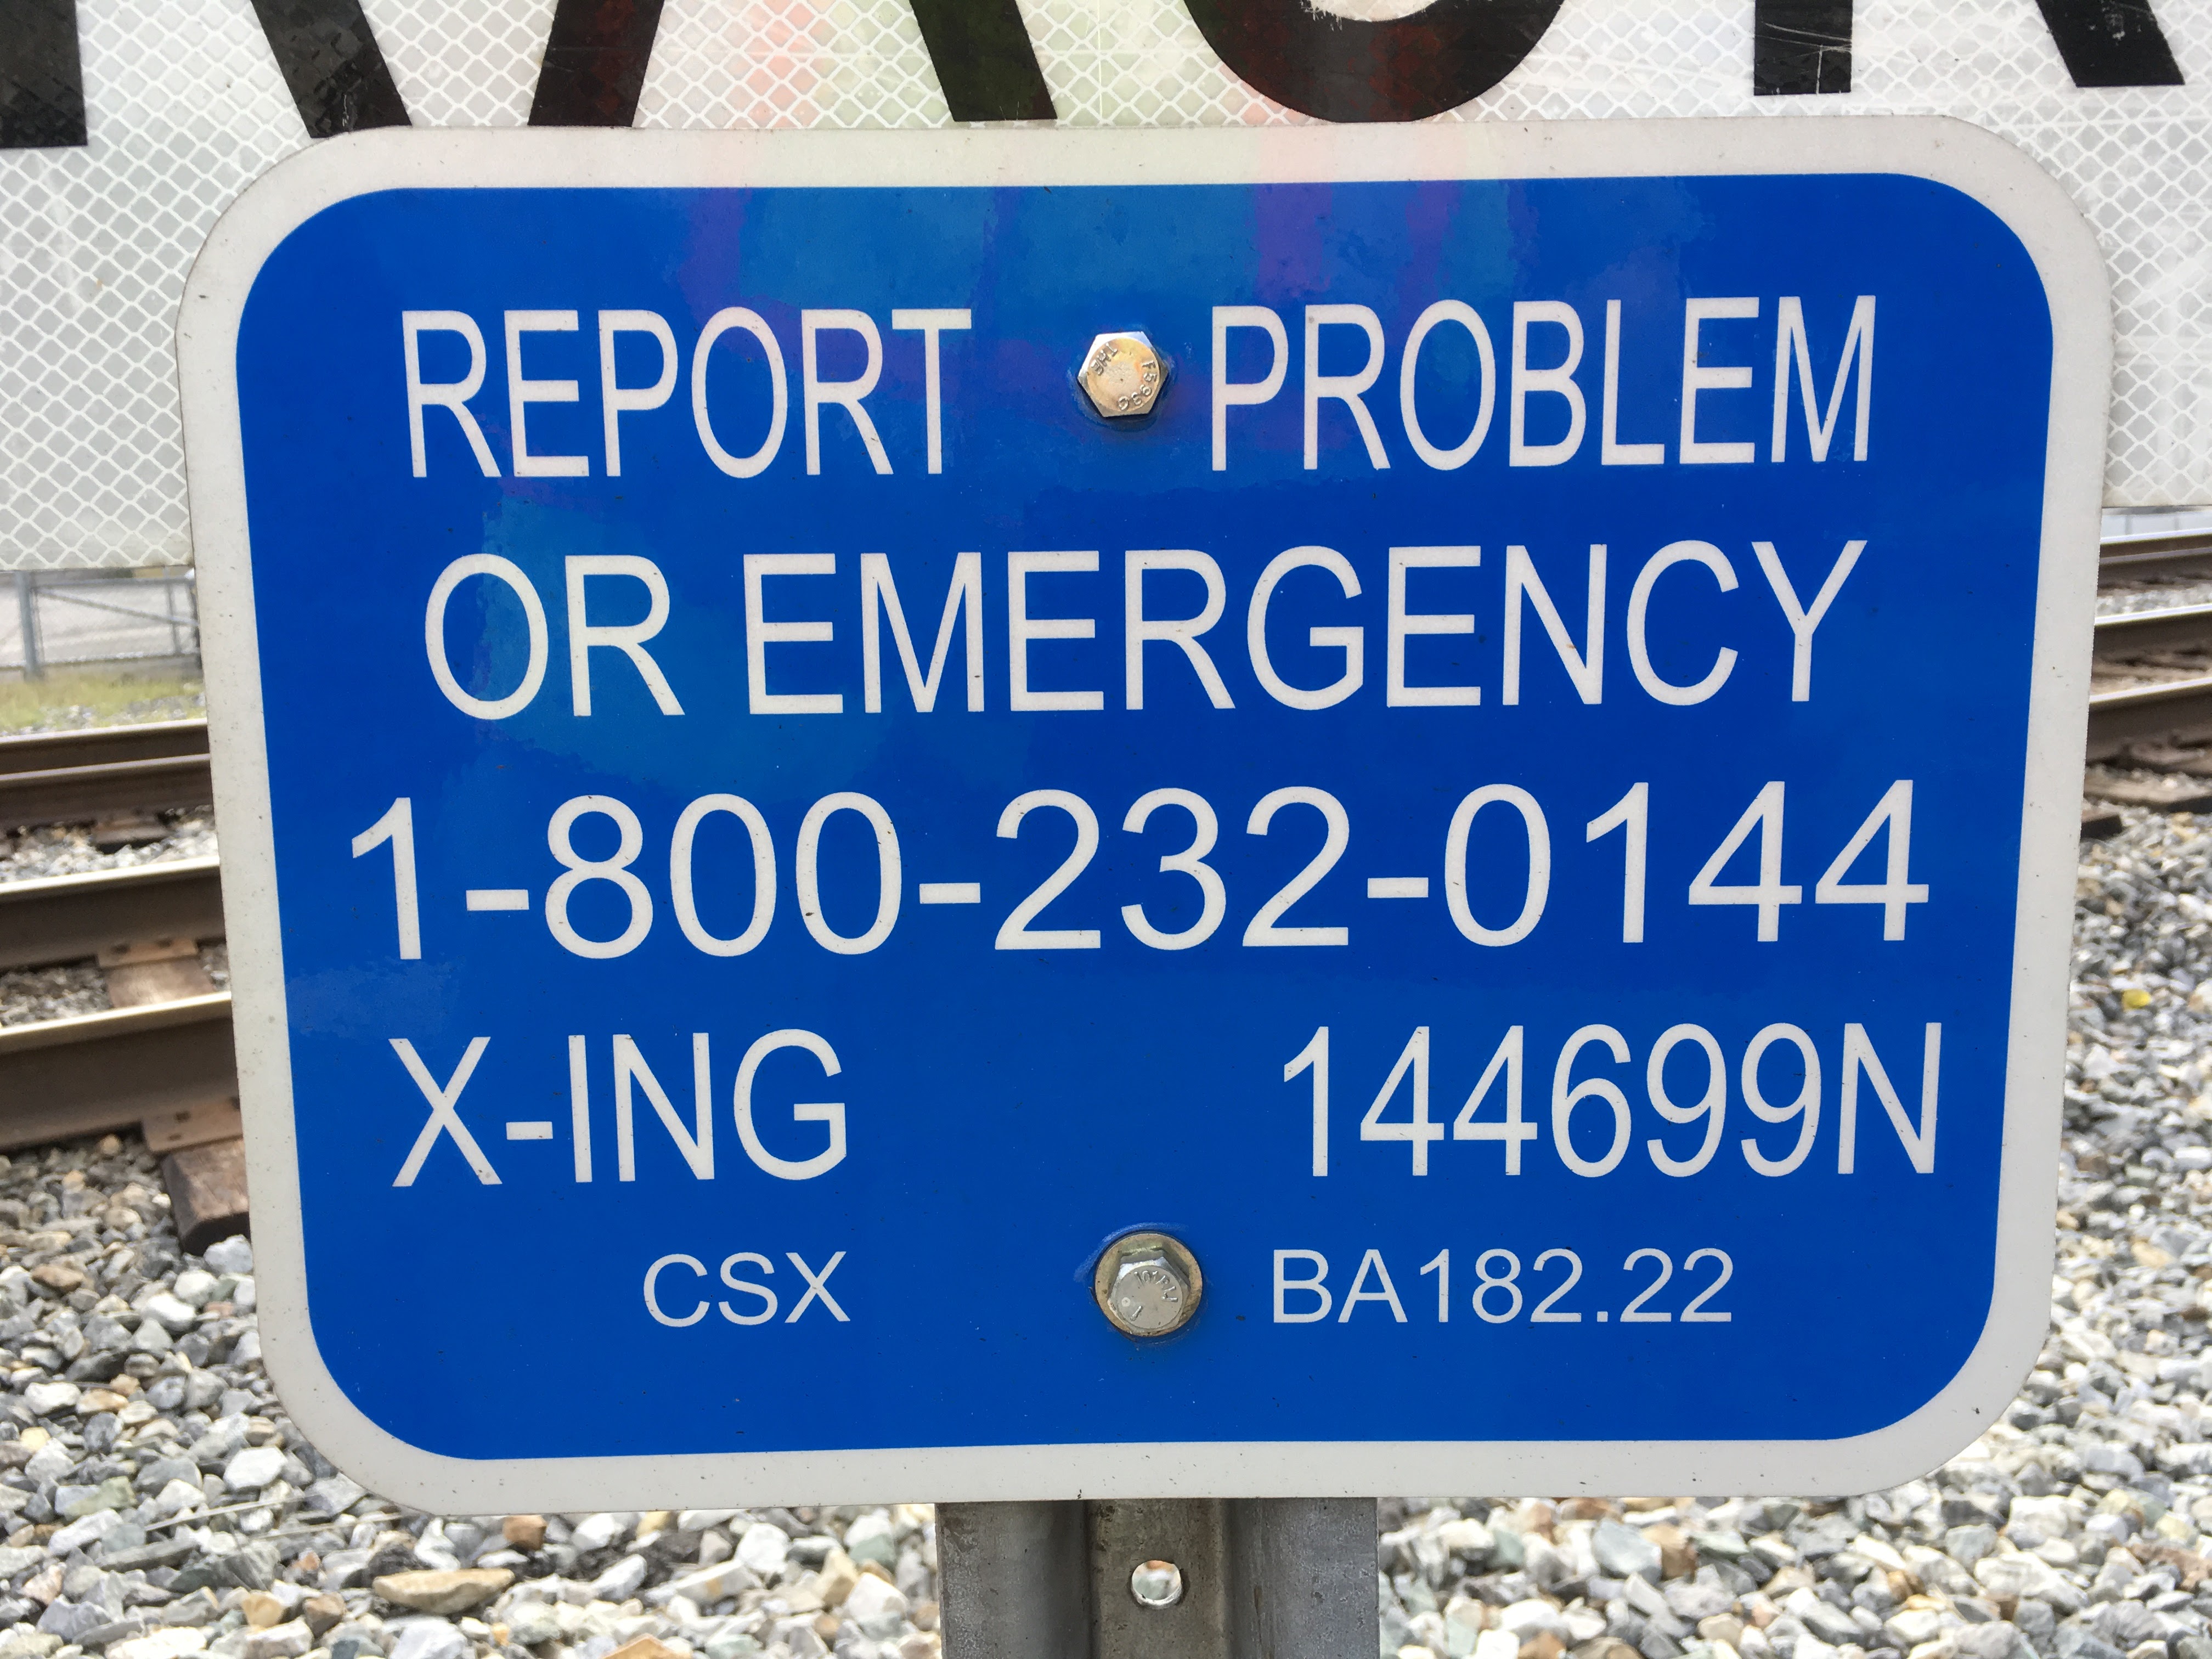 REPORT PROBLEM
OR EMERGENCY
1-800-232-0144
X-ING 144699N
CSX BA182.22